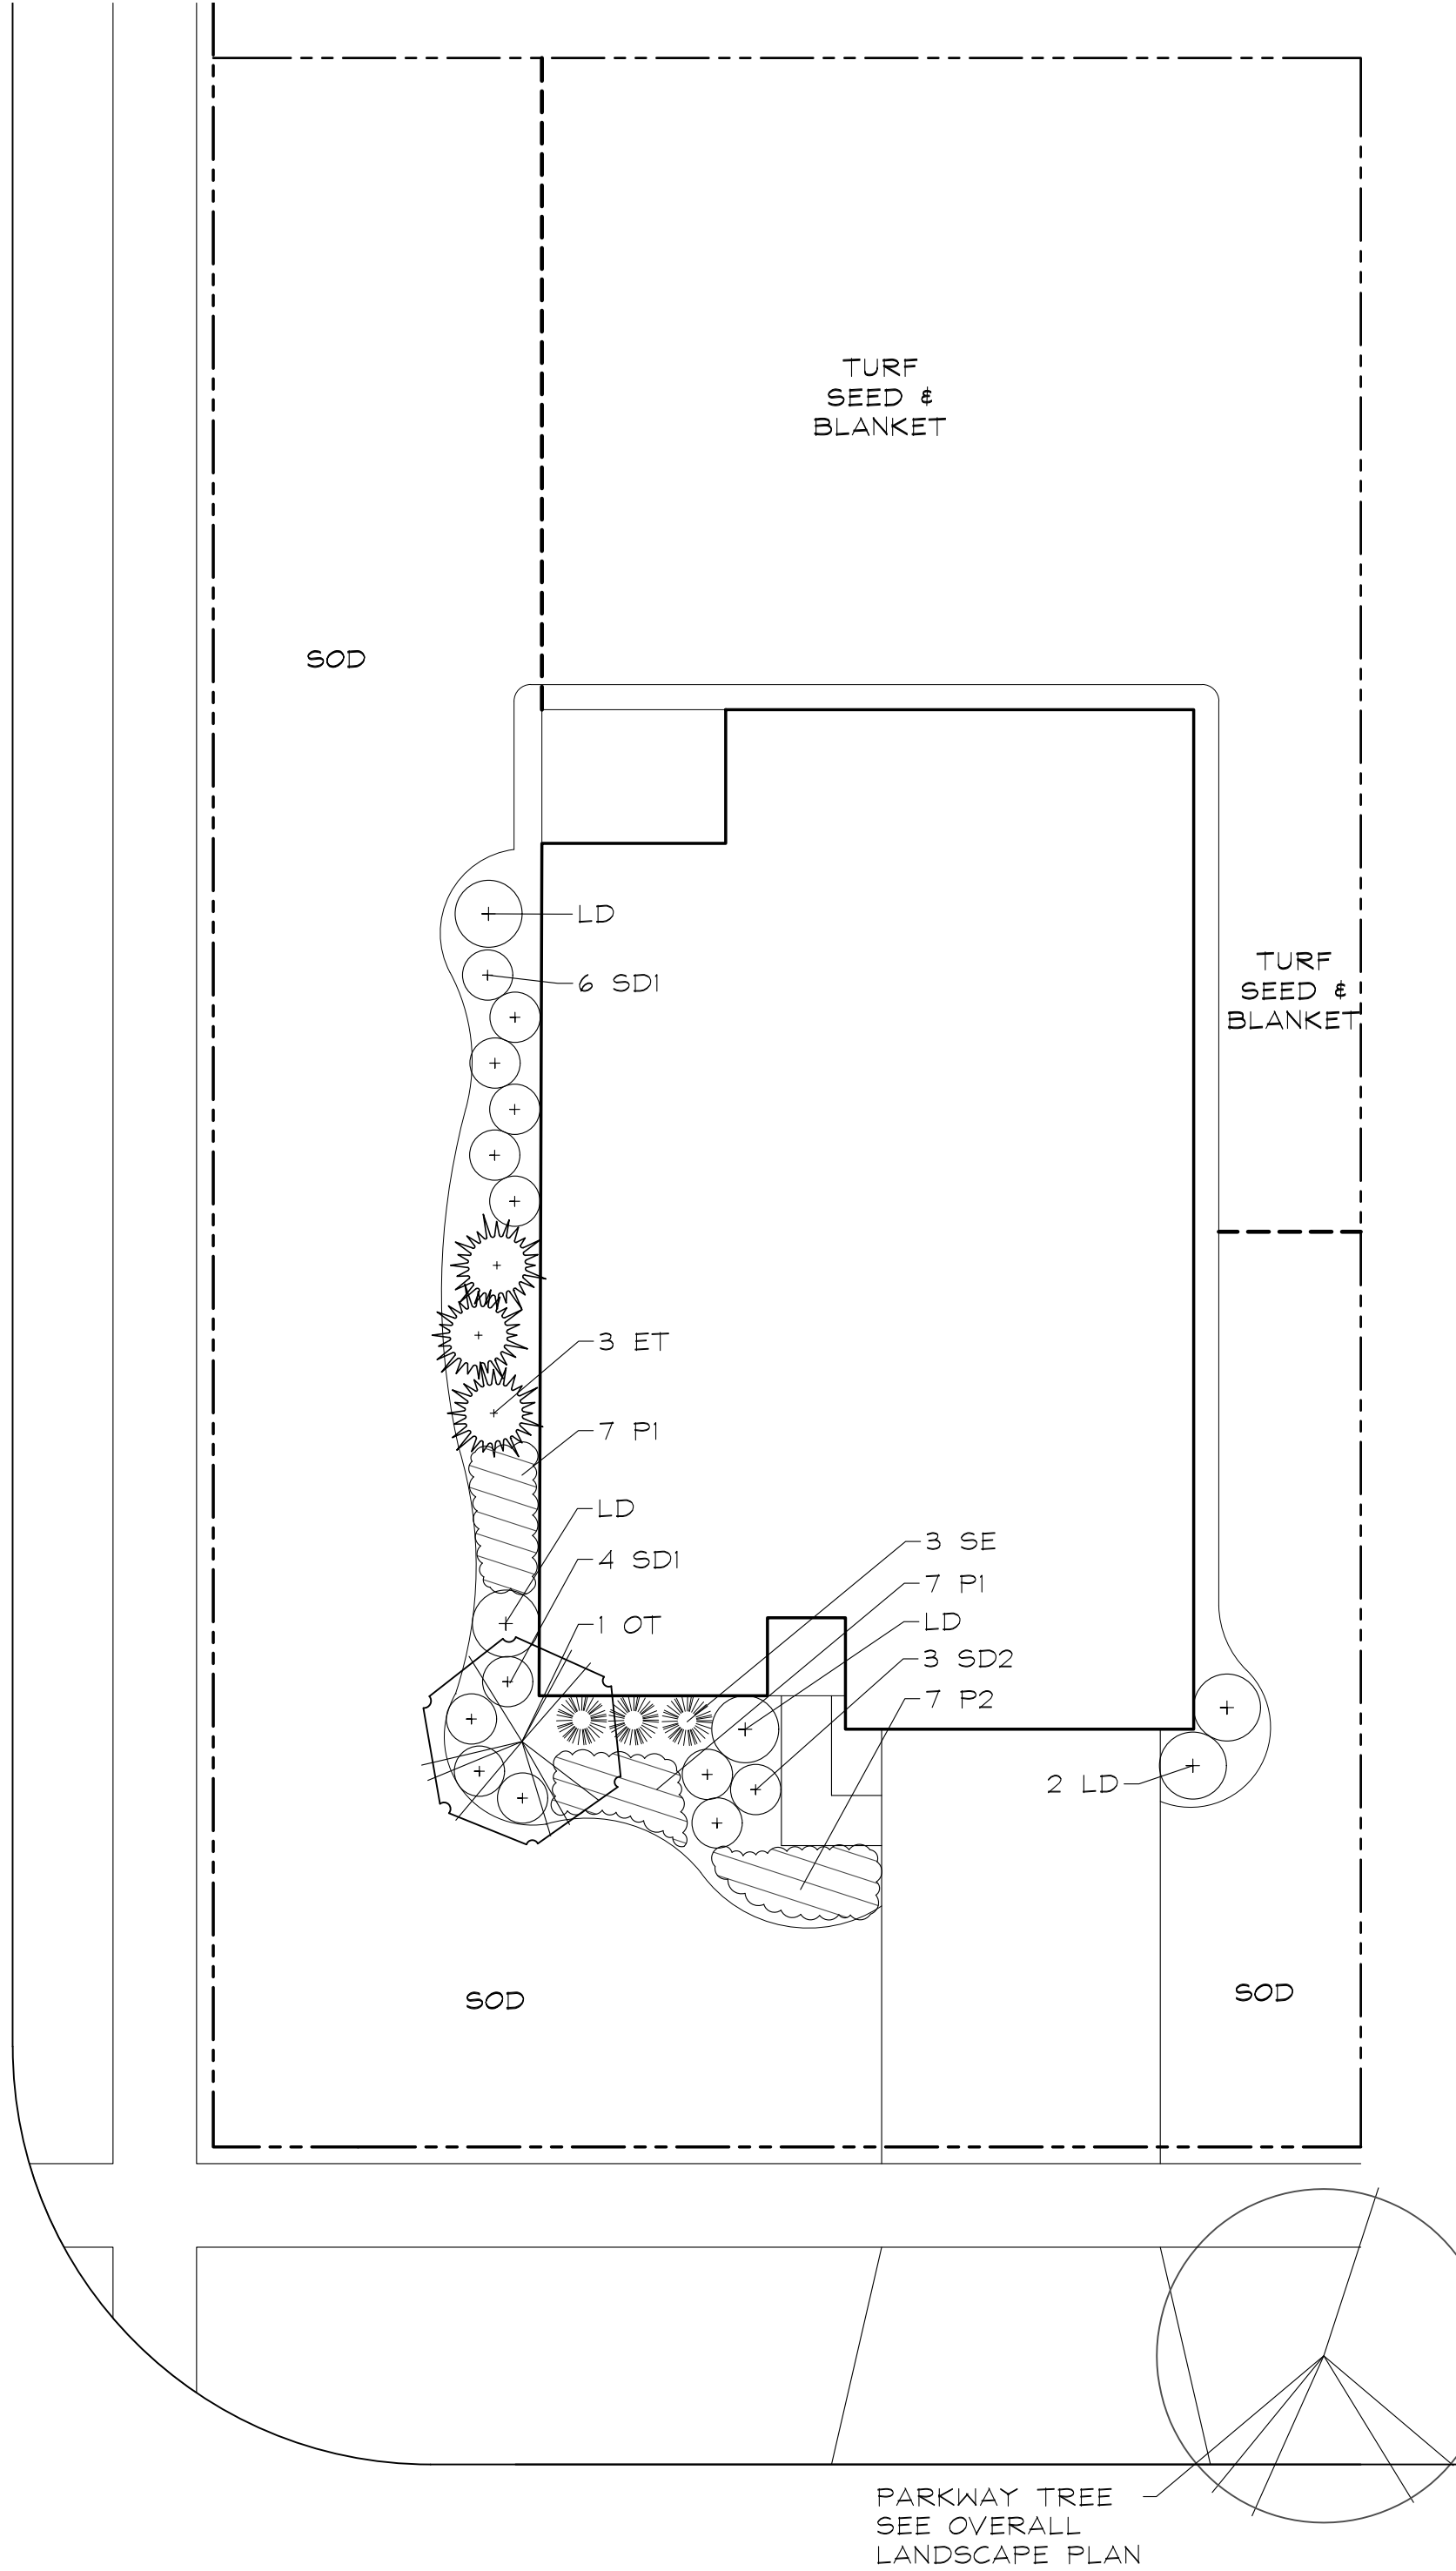 TURF
SEED &
BLANKET
SOD
LD
TURF
6 SD1
SEED &
BLANKET
3 ET
7 P1
LD
3 SE
4 SD1
7 P1
1 OT
LD
3 SD2
7 P2
2 LD
SOD
SOD
PARKWAY TREE
SEE OVERALL
LANDSCAPE PLAN